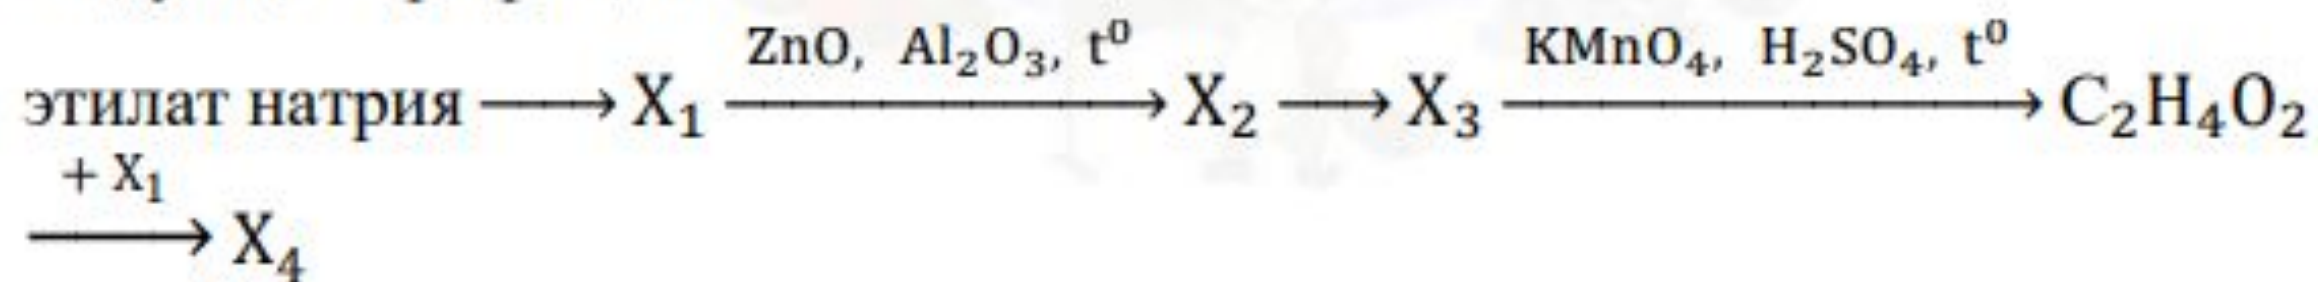 этилат натрия ⟶ X₁ —ZnO, Al₂O₃, t⁰→ X₂ ⟶ X₃ —KMnO₄, H₂SO₄, t⁰→ C₂H₄O₂
—+ X₁→ X₄